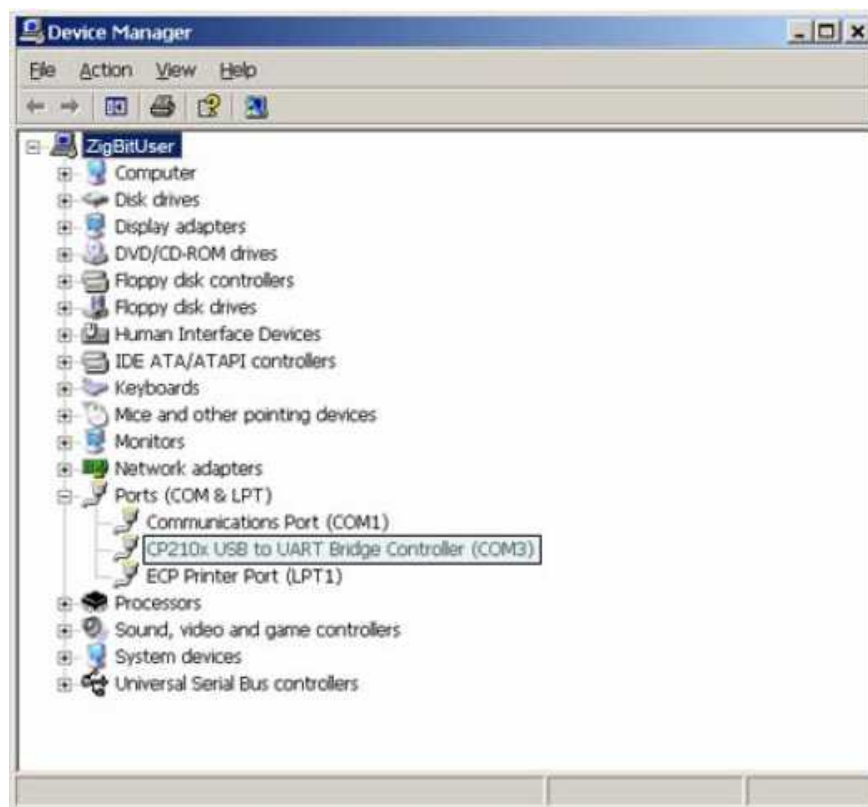 Device Manager
File Action View Help
ZigBitUser
Computer
Disk drives
Display adapters
DVD/CD-ROM drives
Floppy disk controllers
Floppy disk drives
Human Interface Devices
IDE ATA/ATAPI controllers
Keyboards
Mice and other pointing devices
Monitors
Network adapters
Ports (COM & LPT)
Communications Port (COM1)
CP210x USB to UART Bridge Controller (COM3)
ECP Printer Port (LPT1)
Processors
Sound, video and game controllers
System devices
Universal Serial Bus controllers